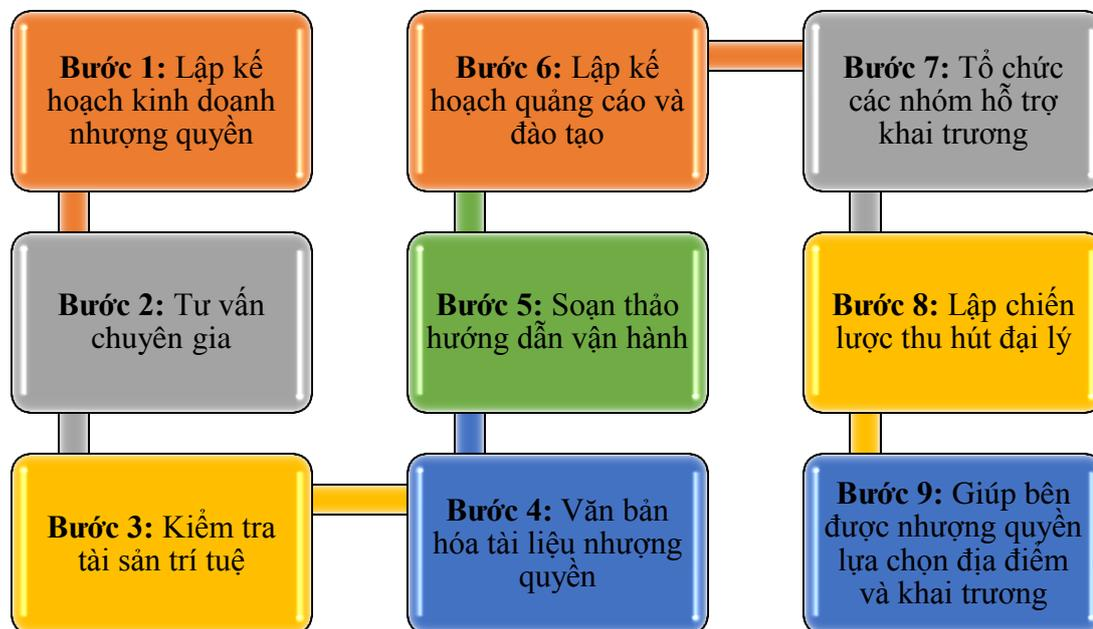 Bước 1: Lập kế
hoạch kinh doanh
nhượng quyền
Bước 2: Tư vấn
chuyên gia
Bước 3: Kiểm tra
tài sản trí tuệ
Bước 4: Văn bản
hóa tài liệu nhượng
quyền
Bước 5: Soạn thảo
hướng dẫn vận hành
Bước 6: Lập kế
hoạch quảng cáo và
đào tạo
Bước 7: Tổ chức
các nhóm hỗ trợ
khai trương
Bước 8: Lập chiến
lược thu hút đại lý
Bước 9: Giúp bên
được nhượng quyền
lựa chọn địa điểm
và khai trương